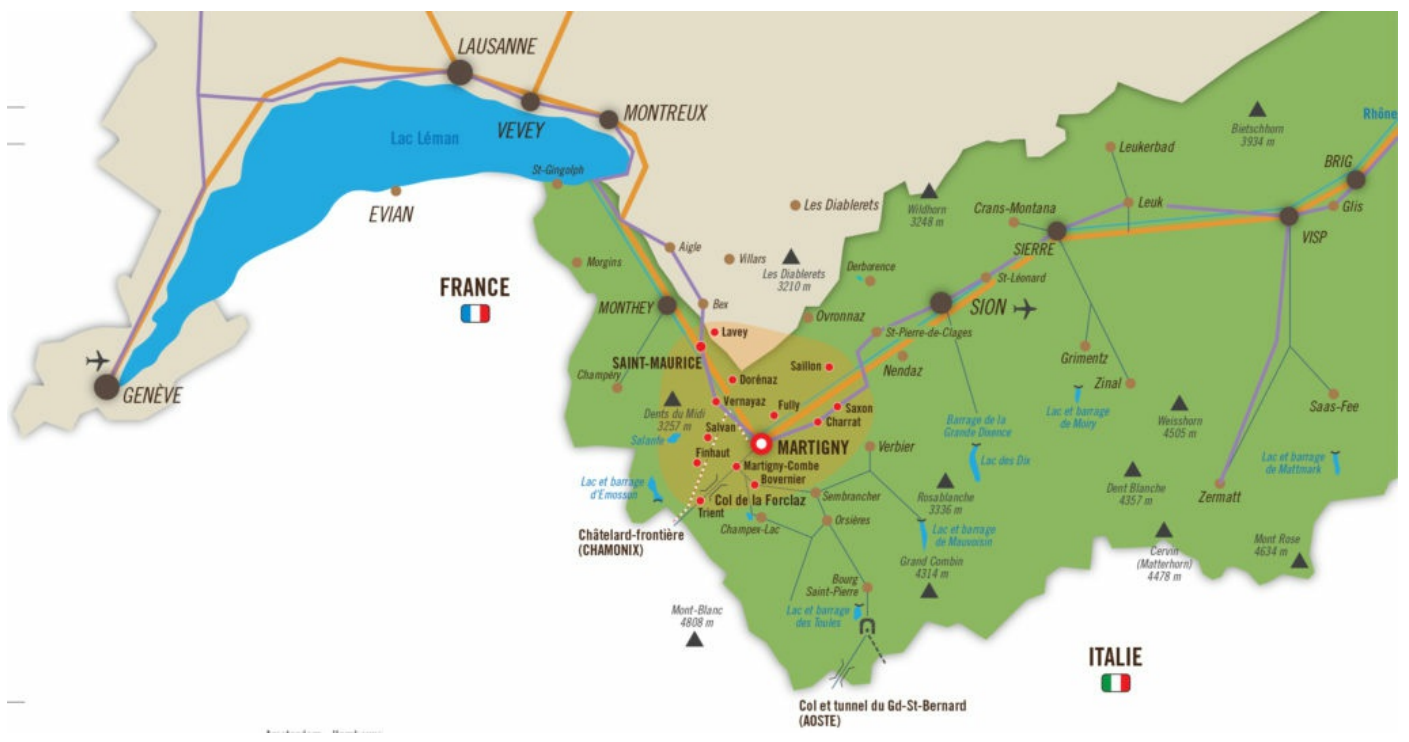 LAUSANNE
Lac Léman
VEVEY
MONTREUX
St-Gingolph
EVIAN
GENÈVE
FRANCE
Bietschhorn
3934 m
Rhône
BRIG
Glis
VISP
Leukerbad
Leuk
Crans-Montana
SIERRE
Wildhorn
3248 m
Les Diablerets
Les Diablerets
3210 m
Villars
Aigle
Morgins
Derborence
St-Léonard
SION
MONTHEY
Bex
Ovronnaz
St-Pierre-de-Clages
Lavey
SAINT-MAURICE
Saillon
Nendaz
Grimentz
Zinal
Champéry
Dorénaz
Dents du Midi
3257 m
Vernayaz
Fully
Saxon
Charrat
Lac et barrage
de Moiry
Weisshorn
4505 m
Saas-Fee
Salvan
Salanfe
MARTIGNY
Verbier
Barrage de la
Grande Dixence
Lac des Dix
Finhaut
Martigny-Combe
Bovernier
Lac et barrage
d'Emosson
Col de la Forclaz
Trient
Sembrancher
Rosablanche
3336 m
Dent Blanche
4357 m
Lac et barrage
de Mattmark
Zermatt
Châtelard-frontière
(CHAMONIX)
Champex-Lac
Orsières
Lac et barrage
de Mauvoisin
Grand Combin
4314 m
Cervin
(Matterhorn)
4478 m
Mont Rose
4634 m
Bourg
Saint-Pierre
Mont-Blanc
4808 m
Lac et barrage
des Toules
ITALIE
Col et tunnel du Gd-St-Bernard
(AOSTE)